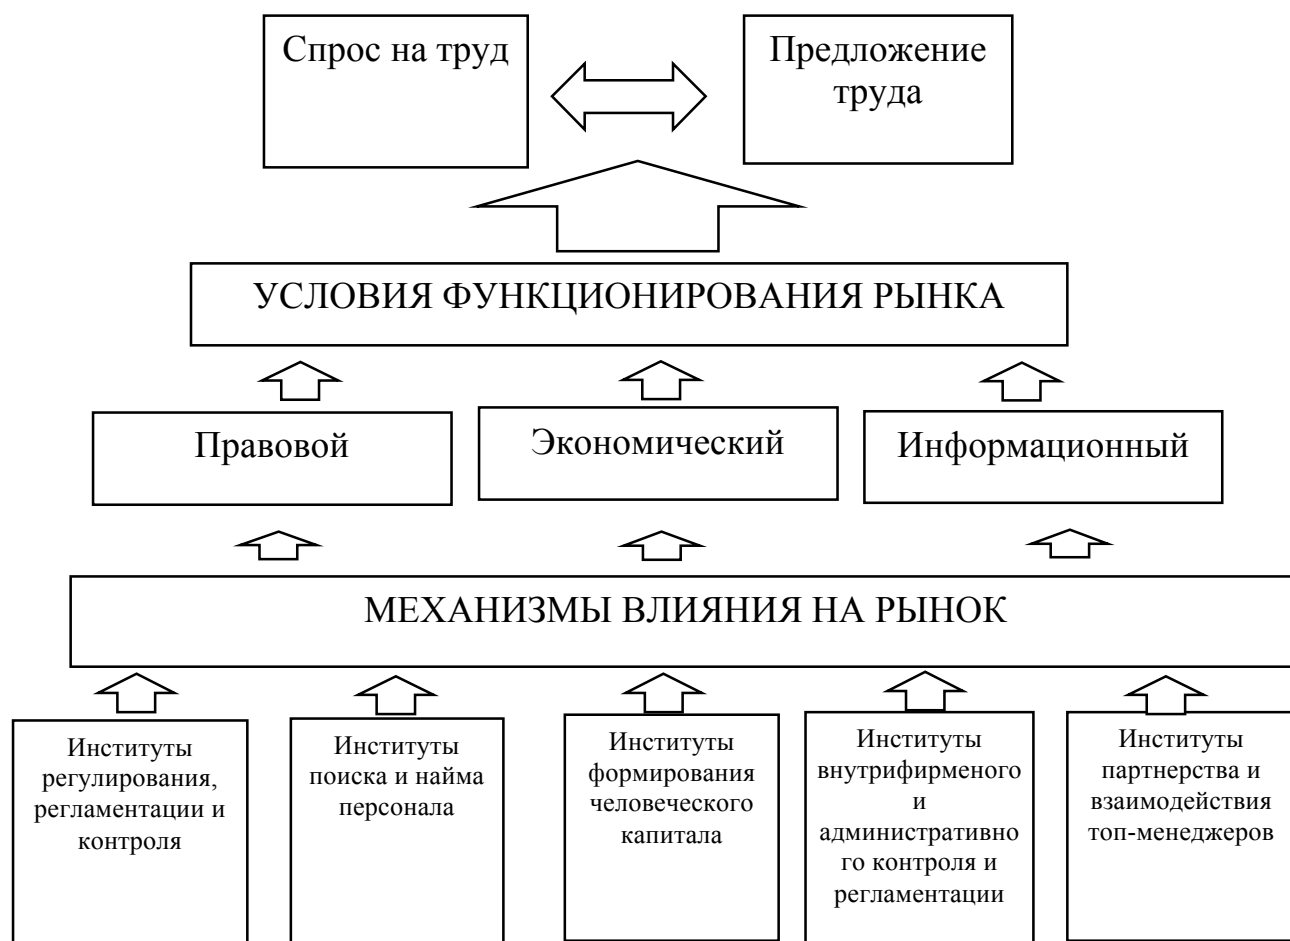 Спрос на труд
Предложение
труда
УСЛОВИЯ ФУНКЦИОНИРОВАНИЯ РЫНКА
Правовой
Экономический
Информационный
МЕХАНИЗМЫ ВЛИЯНИЯ НА РЫНОК
Институты
регулирования,
регламентации и
контроля
Институты
поиска и найма
персонала
Институты
формирования
человеческого
капитала
Институты
внутрифирменого
и
административно
го контроля и
регламентации
Институты
партнерства и
взаимодействия
топ-менеджеров